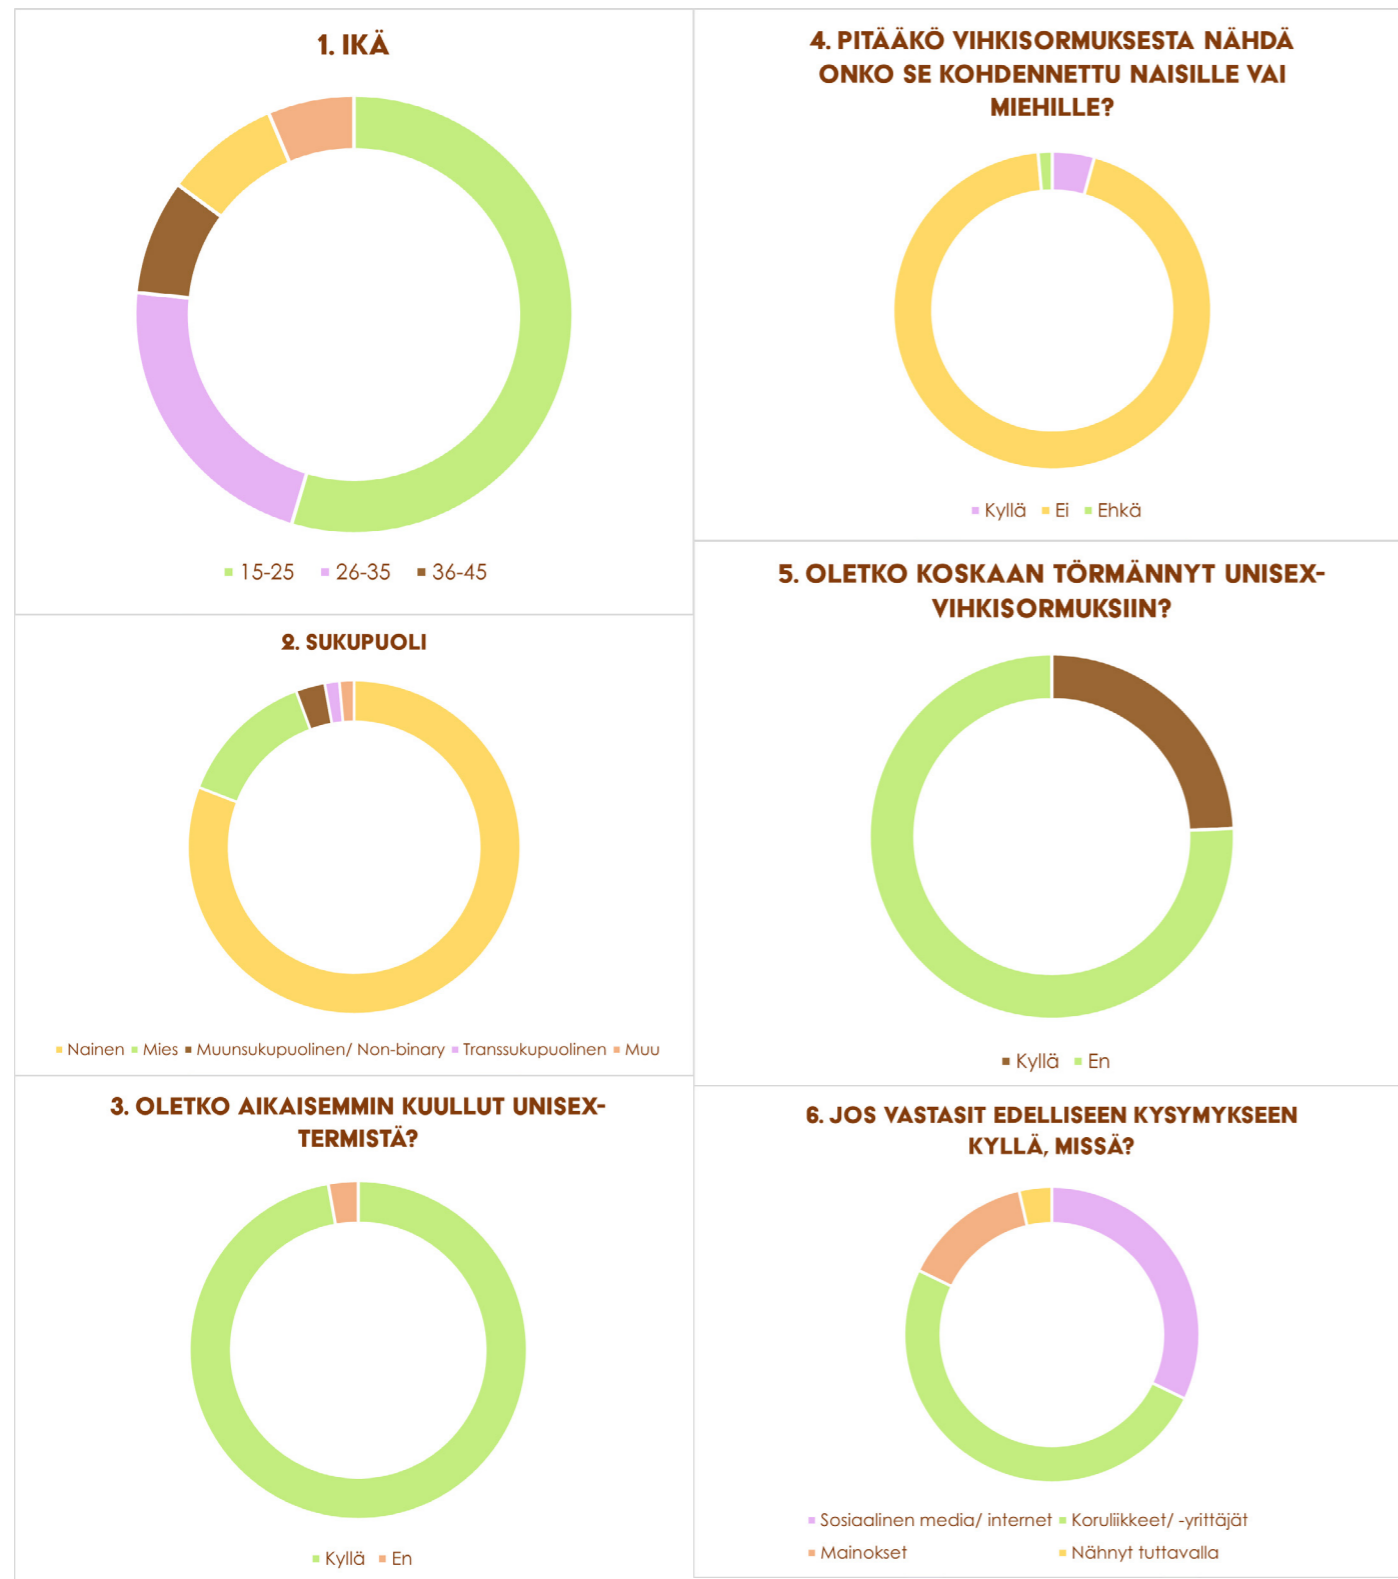 1. IKÄ
15-25 26-35 36-45
2. SUKUPUOLI
Nainen Mies Muunsukupuolinen/ Non-binary Transsukupuolinen Muu
3. OLETKO AIKAISEMMIN KUULLUT UNISEX-
TERMISTÄ?
Kyllä En
4. PITÄÄKÖ VIHKISORMUKSESTA NÄHDÄ
ONKO SE KOHDENNETTU NAISILLE VAI
MIEHILLE?
Kyllä Ei Ehkä
5. OLETKO KOSKAAN TÖRMÄNNYT UNISEX-
VIHKISORMUKSIIN?
Kyllä En
6. JOS VASTASIT EDELLISEEN KYSYMYKSEEN
KYLLÄ, MISSÄ?
Sosiaalinen media/ internet Koruliikkeet/ -yrittäjät
Mainokset Nähnyt tuttavalla